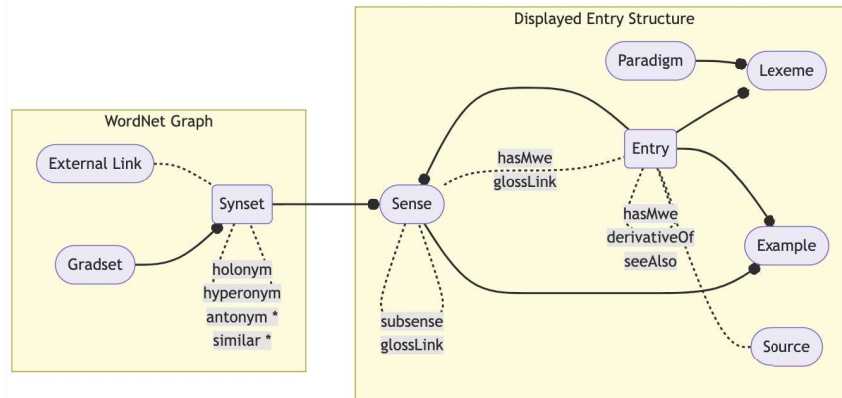 Displayed Entry Structure
Paradigm
Lexeme
WordNet Graph
External Link
hasMwe
glossLink
Entry
Synset
Sense
hasMwe
derivativeOf
seeAlso
Example
Gradset
holonym
hyperonym
antonym *
similar *
subsense
glossLink
Source